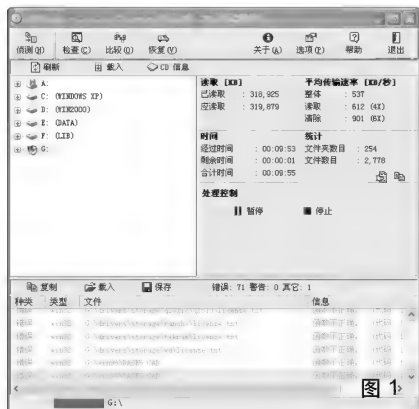 侦测(N) 检查(C) 比较(Q) 恢复(V) 关于(A) 选项(P) 帮助 退出
刷新 载入 CD 信息
A:
C: (WINDOWS XP)
D: (WIN2000)
E: (DATA)
F: (LXB)
G:
读取 [KB]
已读取 : 318,925
应读取 : 319,879
平均传输速率 [KB/秒]
整体 : 537
读取 : 612 (4X)
清除 : 901 (6X)
时间
经过时间 : 00:09:53
剩余时间 : 00:00:01
合计时间 : 00:09:55
统计
文件夹数目 : 254
文件数目 : 2,778
处理控制
暂停 停止
复制 载入 保存 错误: 71 警告: 0 其它: 1
种类 类型 文件 信息
图 1
G:\